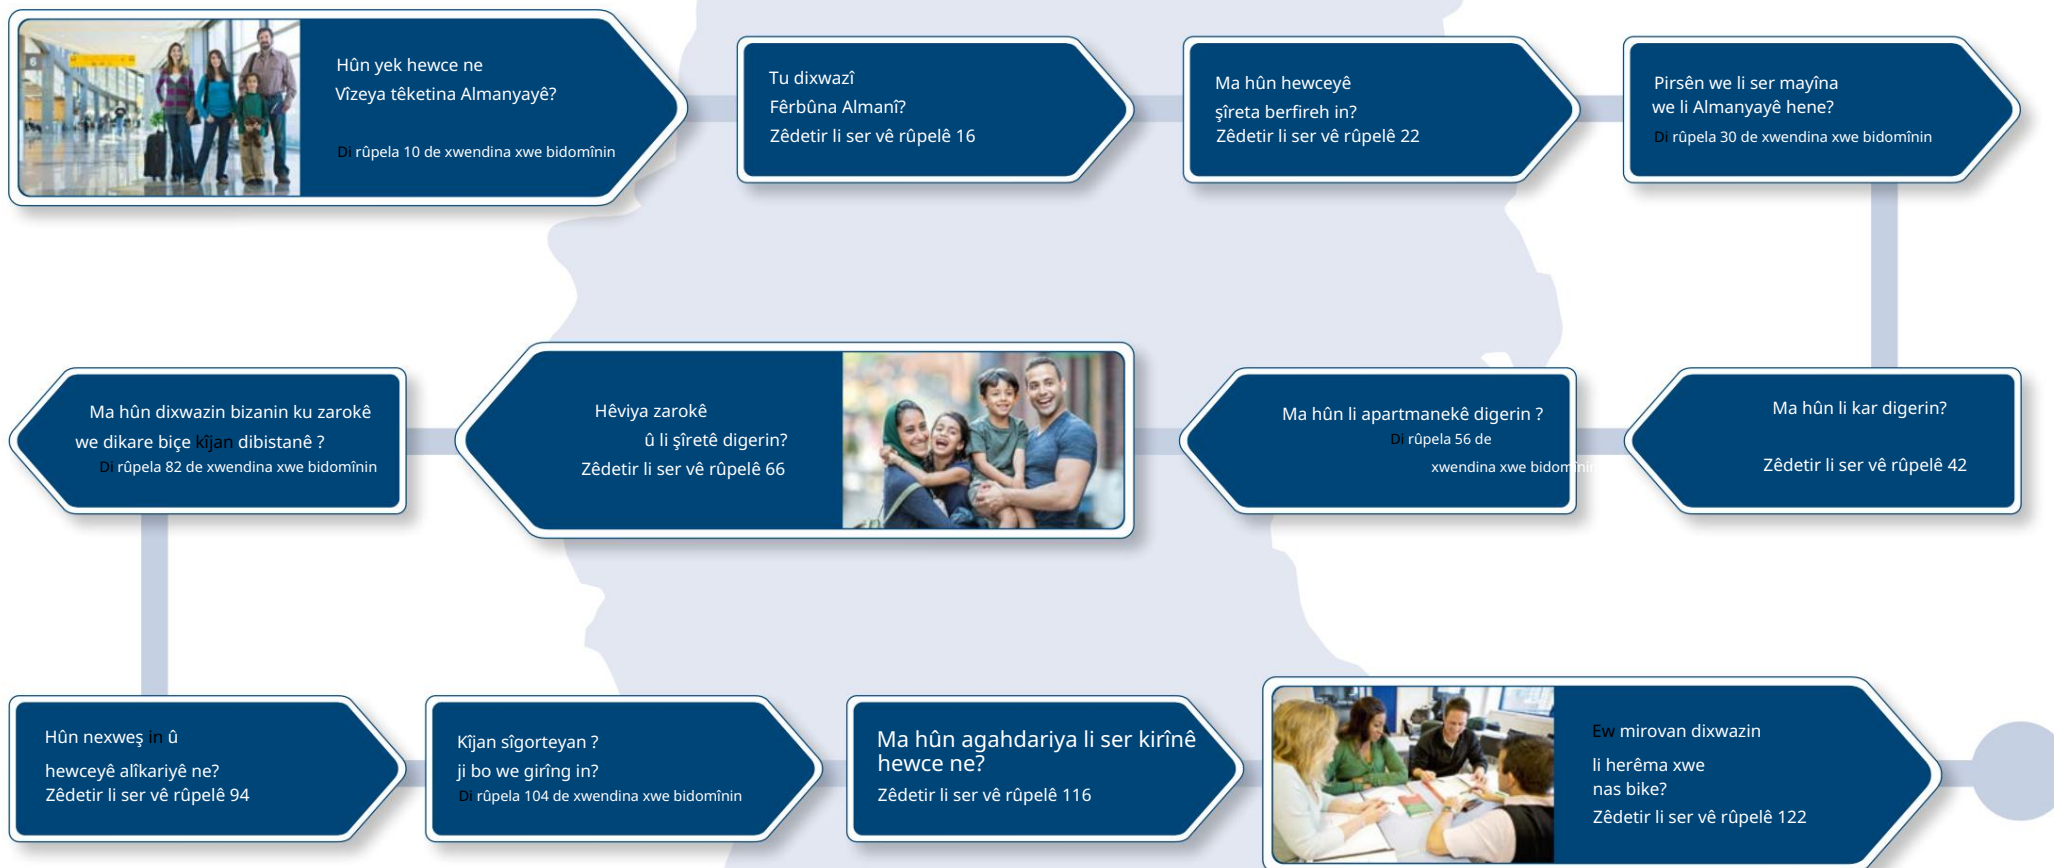 Hûn yek hewce ne
Vîzeya têketina Almanyayê?
Di rûpela 10 de xwendina xwe bidomînin
Tu dixwazî
Fêrbûna Almanî?
Zêdetir li ser vê rûpelê 16
Ma hûn hewceyê
şîreta berfireh in?
Zêdetir li ser vê rûpelê 22
Pirsên we li ser mayîna
we li Almanyayê hene?
Di rûpela 30 de xwendina xwe bidomînin
Ma hûn li kar digerin?
Zêdetir li ser vê rûpelê 42
Ma hûn li apartmanekê digerin ?
Di rûpela 56 de
xwendina xwe bidomînin
Hêviya zarokê
û li şîretê digerin?
Zêdetir li ser vê rûpelê 66
Ma hûn dixwazin bizanin ku zarokê
we dikare biçe kîjan dibistanê ?
Di rûpela 82 de xwendina xwe bidomînin
Hûn nexweş in û
hewceyê alîkariyê ne?
Zêdetir li ser vê rûpelê 94
Kîjan sîgorteyan ?
ji bo we girîng in?
Di rûpela 104 de xwendina xwe bidomînin
Ma hûn agahdariya li ser kirînê
hewce ne?
Zêdetir li ser vê rûpelê 116
Ew mirovan dixwazin
li herêma xwe
nas bike?
Zêdetir li ser vê rûpelê 122